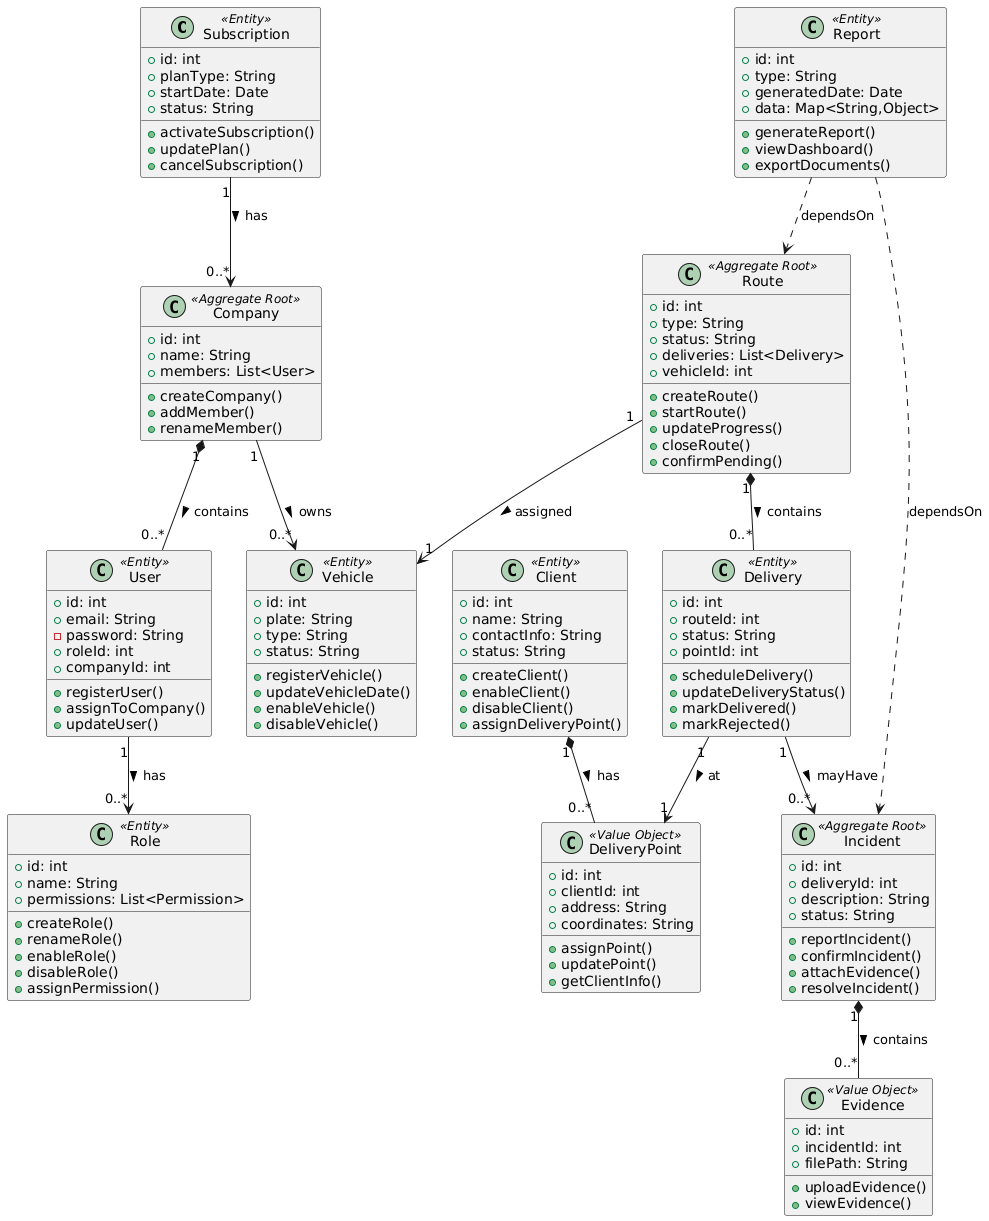 «Entity»
Subscription
id: int
planType: String
startDate: Date
status: String
activateSubscription()
updatePlan()
cancelSubscription()
«Entity»
Report
id: int
type: String
generatedDate: Date
data: Map<String,Object>
generateReport()
viewDashboard()
exportDocuments()
1
has
0..*
dependsOn
dependsOn
«Aggregate Root»
Company
id: int
name: String
members: List<User>
createCompany()
addMember()
renameMember()
«Aggregate Root»
Route
id: int
type: String
status: String
deliveries: List<Delivery>
vehicleId: int
createRoute()
startRoute()
updateProgress()
closeRoute()
confirmPending()
1
contains
0..*
1
owns
0..*
1
assigned
1
1
contains
0..*
«Entity»
User
id: int
email: String
password: String
roleId: int
companyId: int
registerUser()
assignToCompany()
updateUser()
«Entity»
Vehicle
id: int
plate: String
type: String
status: String
registerVehicle()
updateVehicleDate()
enableVehicle()
disableVehicle()
«Entity»
Client
id: int
name: String
contactInfo: String
status: String
createClient()
enableClient()
disableClient()
assignDeliveryPoint()
«Entity»
Delivery
id: int
routeId: int
status: String
pointId: int
scheduleDelivery()
updateDeliveryStatus()
markDelivered()
markRejected()
1
has
0..*
1
has
0..*
1
at
1
1
mayHave
0..*
«Entity»
Role
id: int
name: String
permissions: List<Permission>
createRole()
renameRole()
enableRole()
disableRole()
assignPermission()
«Value Object»
DeliveryPoint
id: int
clientId: int
address: String
coordinates: String
assignPoint()
updatePoint()
getClientInfo()
«Aggregate Root»
Incident
id: int
deliveryId: int
description: String
status: String
reportIncident()
confirmIncident()
attachEvidence()
resolveIncident()
1
contains
0..*
«Value Object»
Evidence
id: int
incidentId: int
filePath: String
uploadEvidence()
viewEvidence()